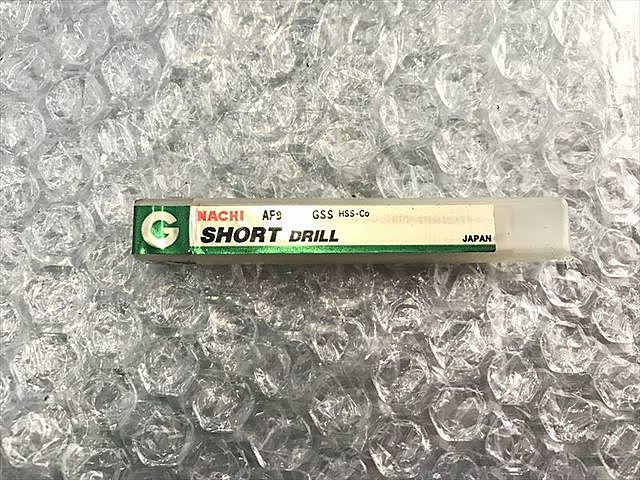 G NACHI AF9 GSS HSS-Co
SHORT DRILL JAPAN